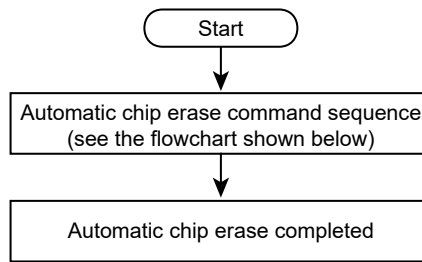 Start
Automatic chip erase command sequence
(see the flowchart shown below)
Automatic chip erase completed